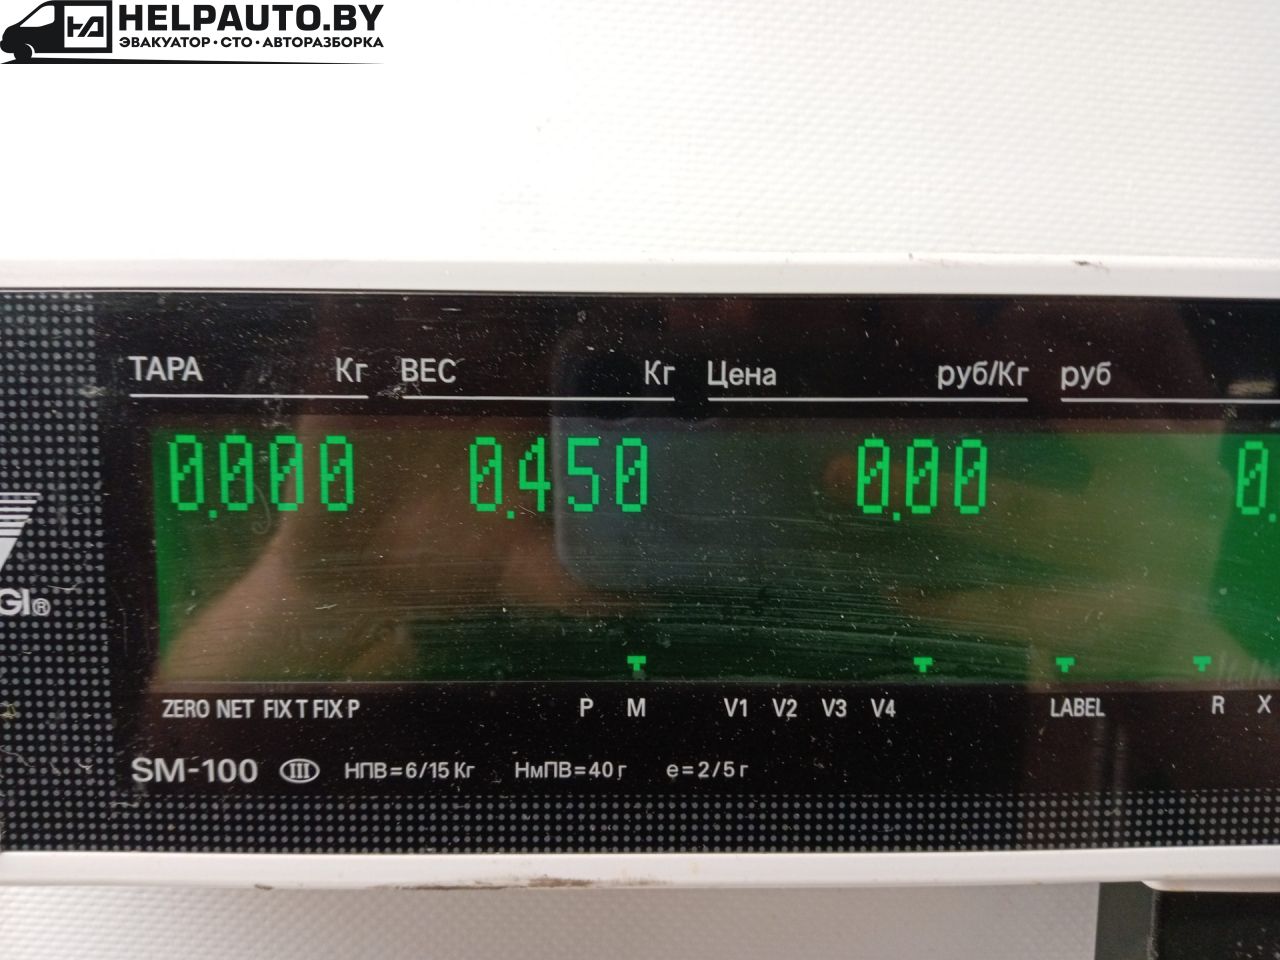 HELPAUTO.BY
ЭВАКУАТОР·СТО·АВТОРАЗБОРКА
ТАРА Кг ВЕС Кг Цена руб/Кг руб
0.000 0.450 0.00 0.
GI®
ZERO NET FIX T FIX P P M V1 V2 V3 V4 LABEL R X
SM-100 III НПВ=6/15 Кг НмПВ=40 г e=2/5 г